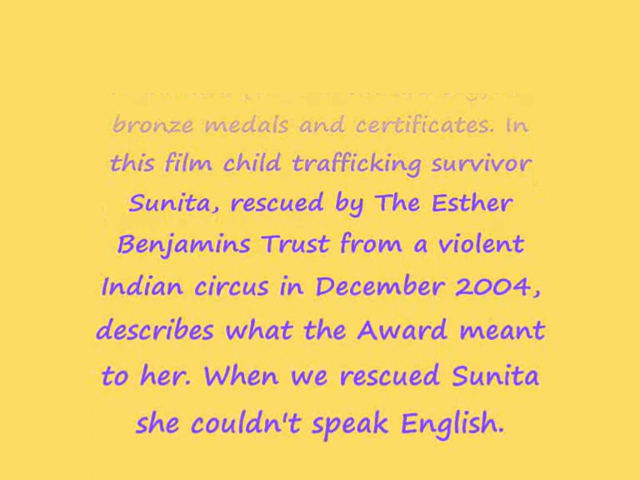 bronze medals and certificates. In
this film child trafficking survivor
Sunita, rescued by The Esther
Benjamins Trust from a violent
Indian circus in December 2004,
describes what the Award meant
to her. When we rescued Sunita
she couldn't speak English.